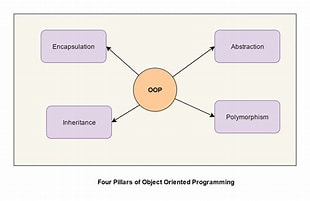 Encapsulation
Abstraction
OOP
Inheritance
Polymorphism
Four Pillars of Object Oriented Programming